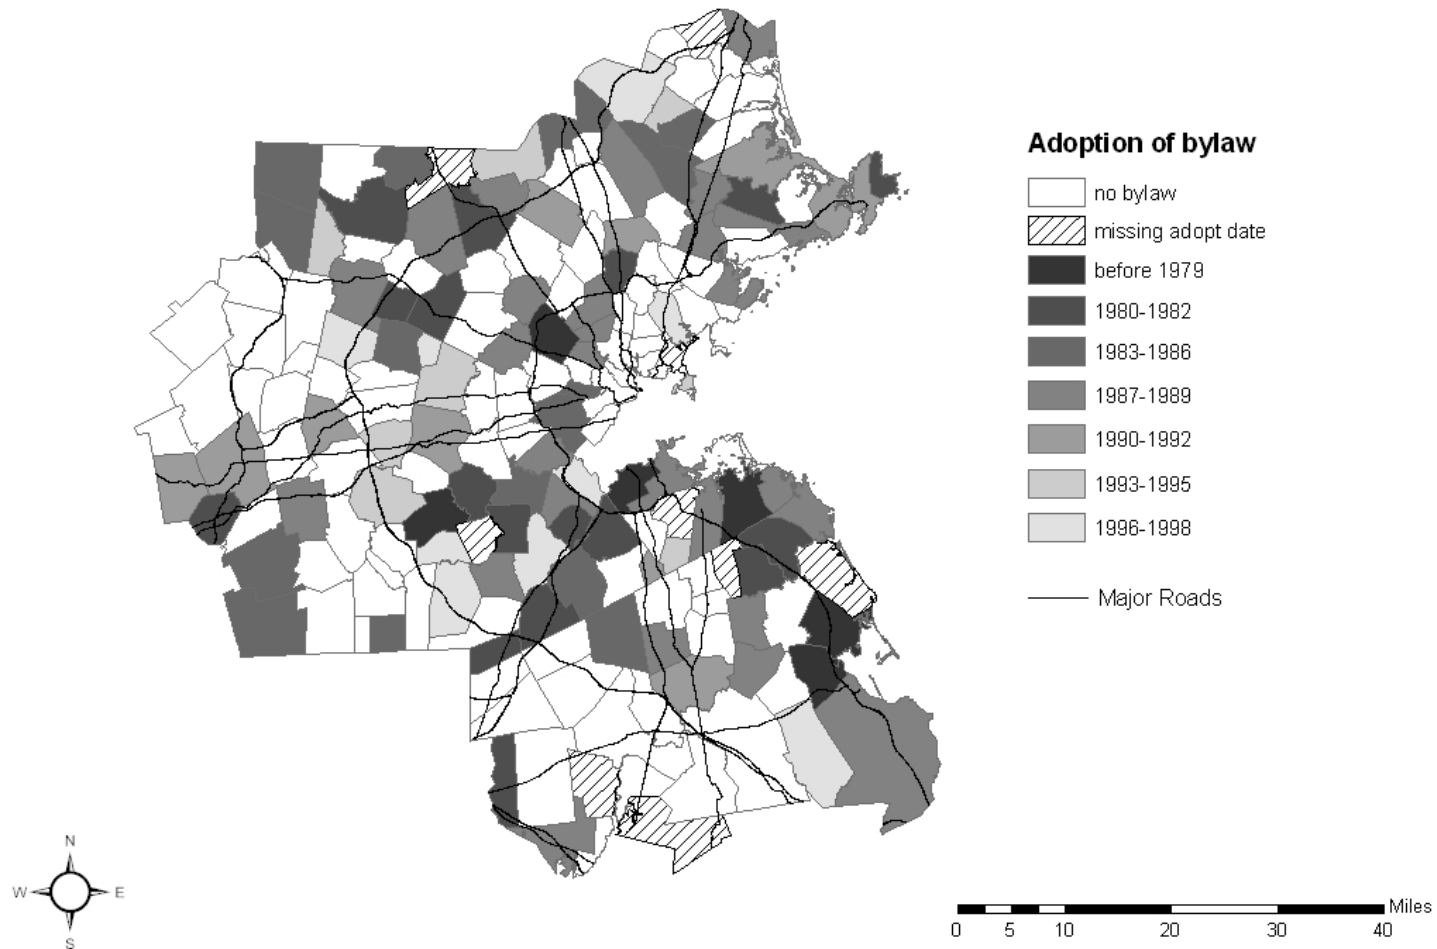 Adoption of bylaw
no bylaw
missing adopt date
before 1979
1980-1982
1983-1986
1987-1989
1990-1992
1993-1995
1996-1998
Major Roads
N
W E
S
Miles
0 5 10 20 30 40